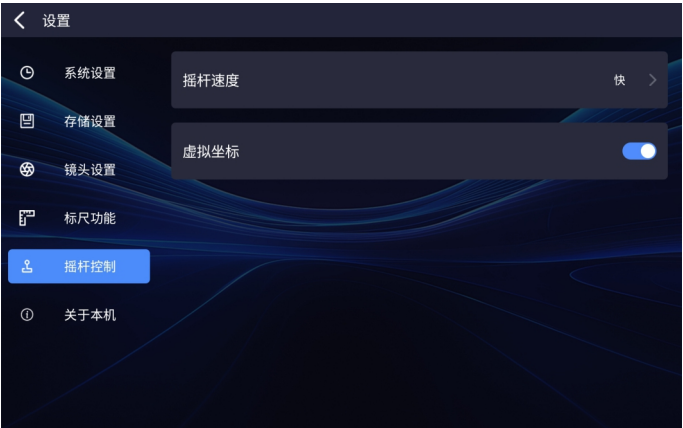 设置
系统设置
存储设置
镜头设置
标尺功能
摇杆控制
关于本机
摇杆速度 快
虚拟坐标